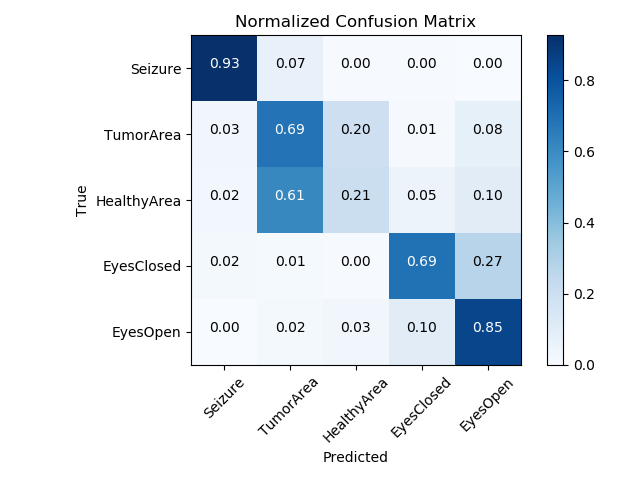 Normalized Confusion Matrix
Seizure 0.93 0.07 0.00 0.00 0.00
TumorArea 0.03 0.69 0.20 0.01 0.08
HealthyArea 0.02 0.61 0.21 0.05 0.10
EyesClosed 0.02 0.01 0.00 0.69 0.27
EyesOpen 0.00 0.02 0.03 0.10 0.85
True
Seizure TumorArea HealthyArea EyesClosed EyesOpen
Predicted
0.8
0.6
0.4
0.2
0.0